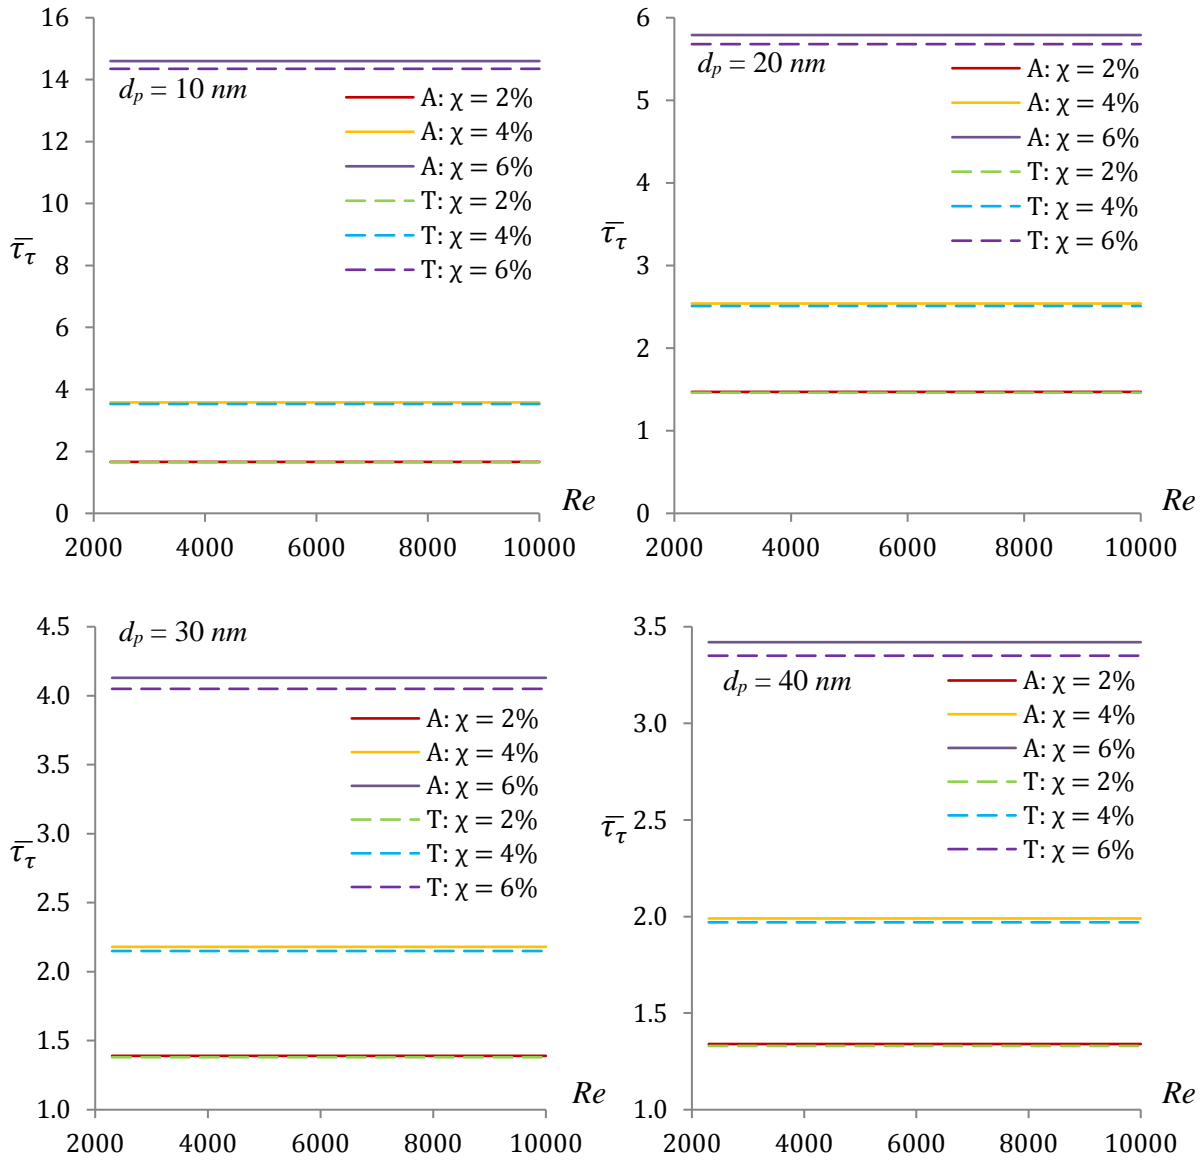 16
14
12
10
8
6
4
2
0
τ̄_τ
d_p = 10 nm
A: χ = 2%
A: χ = 4%
A: χ = 6%
T: χ = 2%
T: χ = 4%
T: χ = 6%
Re
2000 4000 6000 8000 10000
6
5
4
3
2
1
0
τ̄_τ
d_p = 20 nm
A: χ = 2%
A: χ = 4%
A: χ = 6%
T: χ = 2%
T: χ = 4%
T: χ = 6%
Re
2000 4000 6000 8000 10000
4.5
4.0
3.5
3.0
2.5
2.0
1.5
1.0
τ̄_τ
d_p = 30 nm
A: χ = 2%
A: χ = 4%
A: χ = 6%
T: χ = 2%
T: χ = 4%
T: χ = 6%
Re
2000 4000 6000 8000 10000
3.5
3.0
2.5
2.0
1.5
1.0
τ̄_τ
d_p = 40 nm
A: χ = 2%
A: χ = 4%
A: χ = 6%
T: χ = 2%
T: χ = 4%
T: χ = 6%
Re
2000 4000 6000 8000 10000